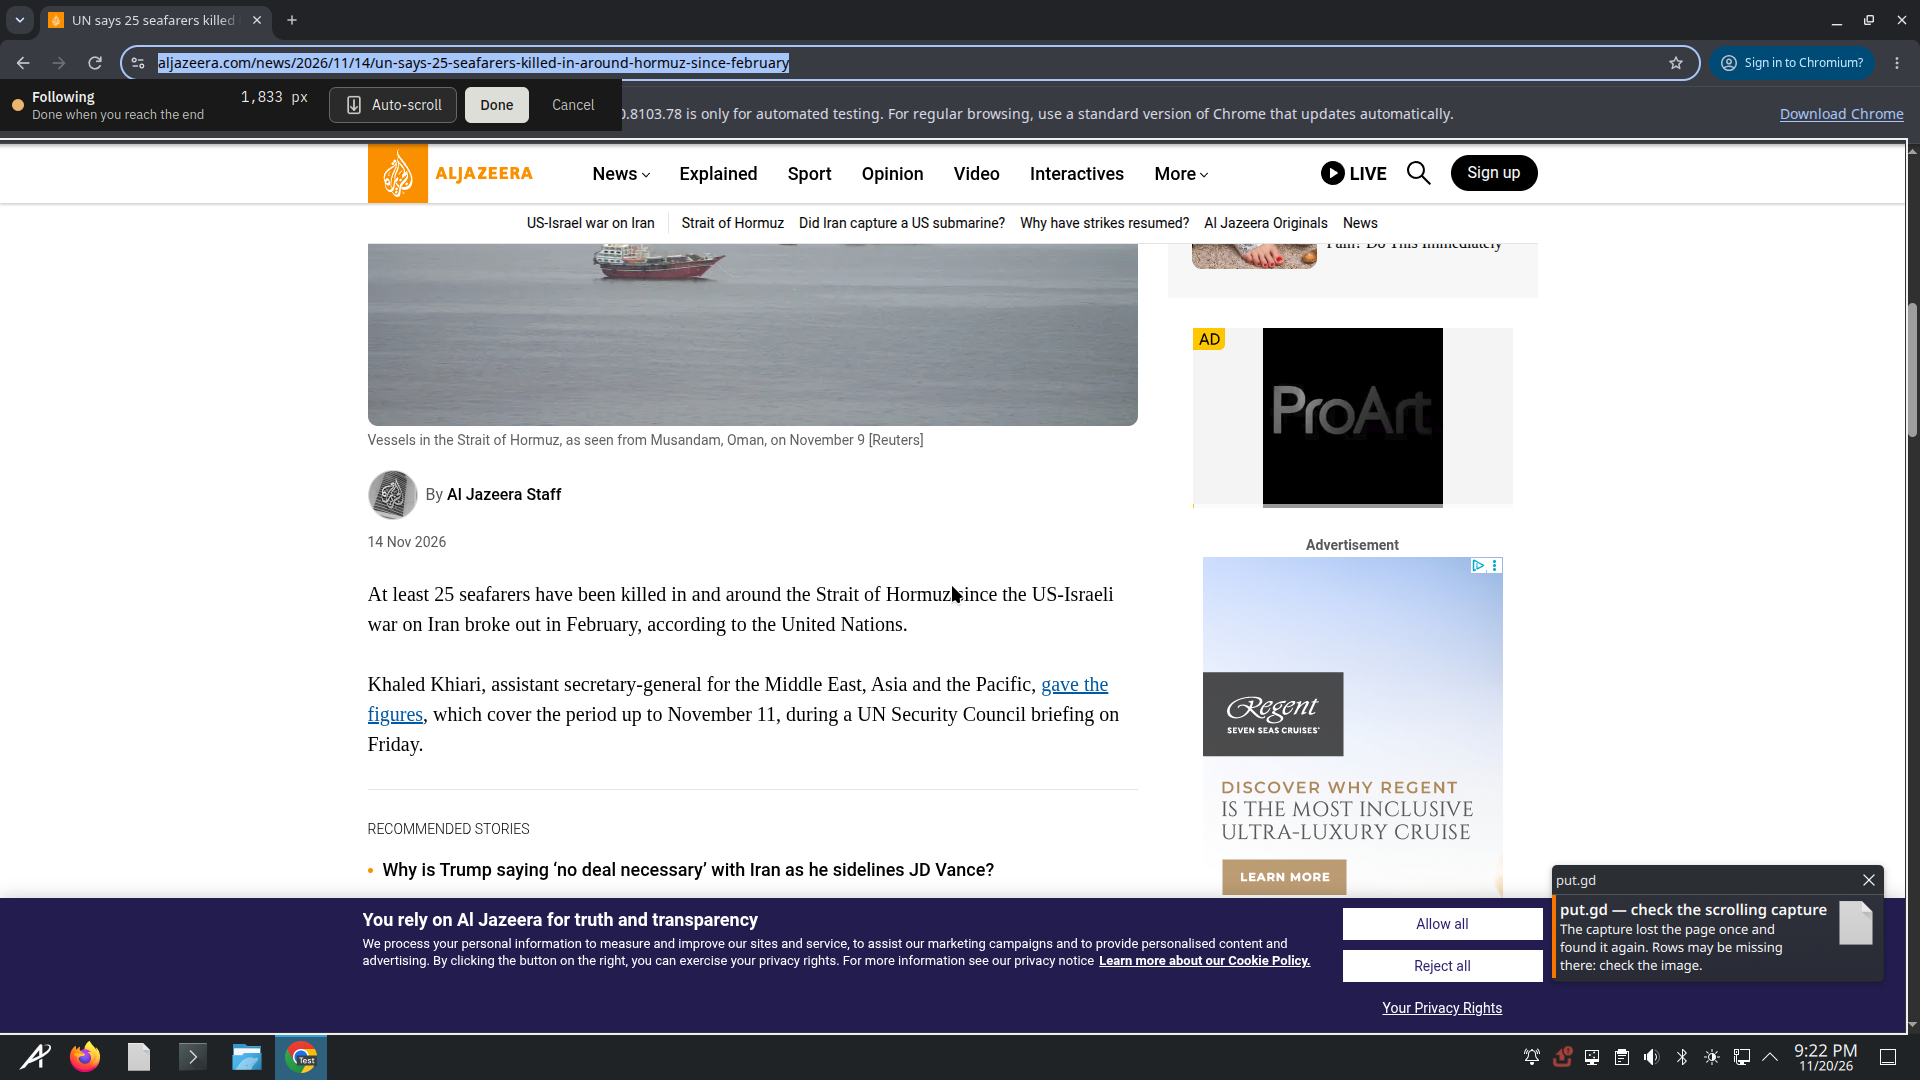 UN says 25 seafarers killed
aljazeera.com/news/2026/11/14/un-says-25-seafarers-killed-in-around-hormuz-since-february
Sign in to Chromium?
Following
Done when you reach the end
1,833 px
Auto-scroll
Done
Cancel
0.8103.78 is only for automated testing. For regular browsing, use a standard version of Chrome that updates automatically.
Download Chrome
ALJAZEERA
News
Explained
Sport
Opinion
Video
Interactives
More
LIVE
Sign up
US-Israel war on Iran
Strait of Hormuz
Did Iran capture a US submarine?
Why have strikes resumed?
Al Jazeera Originals
News
Pain? Do This Immediately
AD
ProArt
Vessels in the Strait of Hormuz, as seen from Musandam, Oman, on November 9 [Reuters]
By Al Jazeera Staff
14 Nov 2026
At least 25 seafarers have been killed in and around the Strait of Hormuz since the US-Israeli
war on Iran broke out in February, according to the United Nations.
Khaled Khiari, assistant secretary-general for the Middle East, Asia and the Pacific, gave the
figures, which cover the period up to November 11, during a UN Security Council briefing on
Friday.
RECOMMENDED STORIES
Why is Trump saying ‘no deal necessary’ with Iran as he sidelines JD Vance?
Advertisement
Regent
SEVEN SEAS CRUISES
DISCOVER WHY REGENT
IS THE MOST INCLUSIVE
ULTRA-LUXURY CRUISE
LEARN MORE
You rely on Al Jazeera for truth and transparency
We process your personal information to measure and improve our sites and service, to assist our marketing campaigns and to provide personalised content and
advertising. By clicking the button on the right, you can exercise your privacy rights. For more information see our privacy notice Learn more about our Cookie Policy.
Allow all
Reject all
Your Privacy Rights
put.gd
put.gd — check the scrolling capture
The capture lost the page once and
found it again. Rows may be missing
there: check the image.
Test
9:22 PM
11/20/26